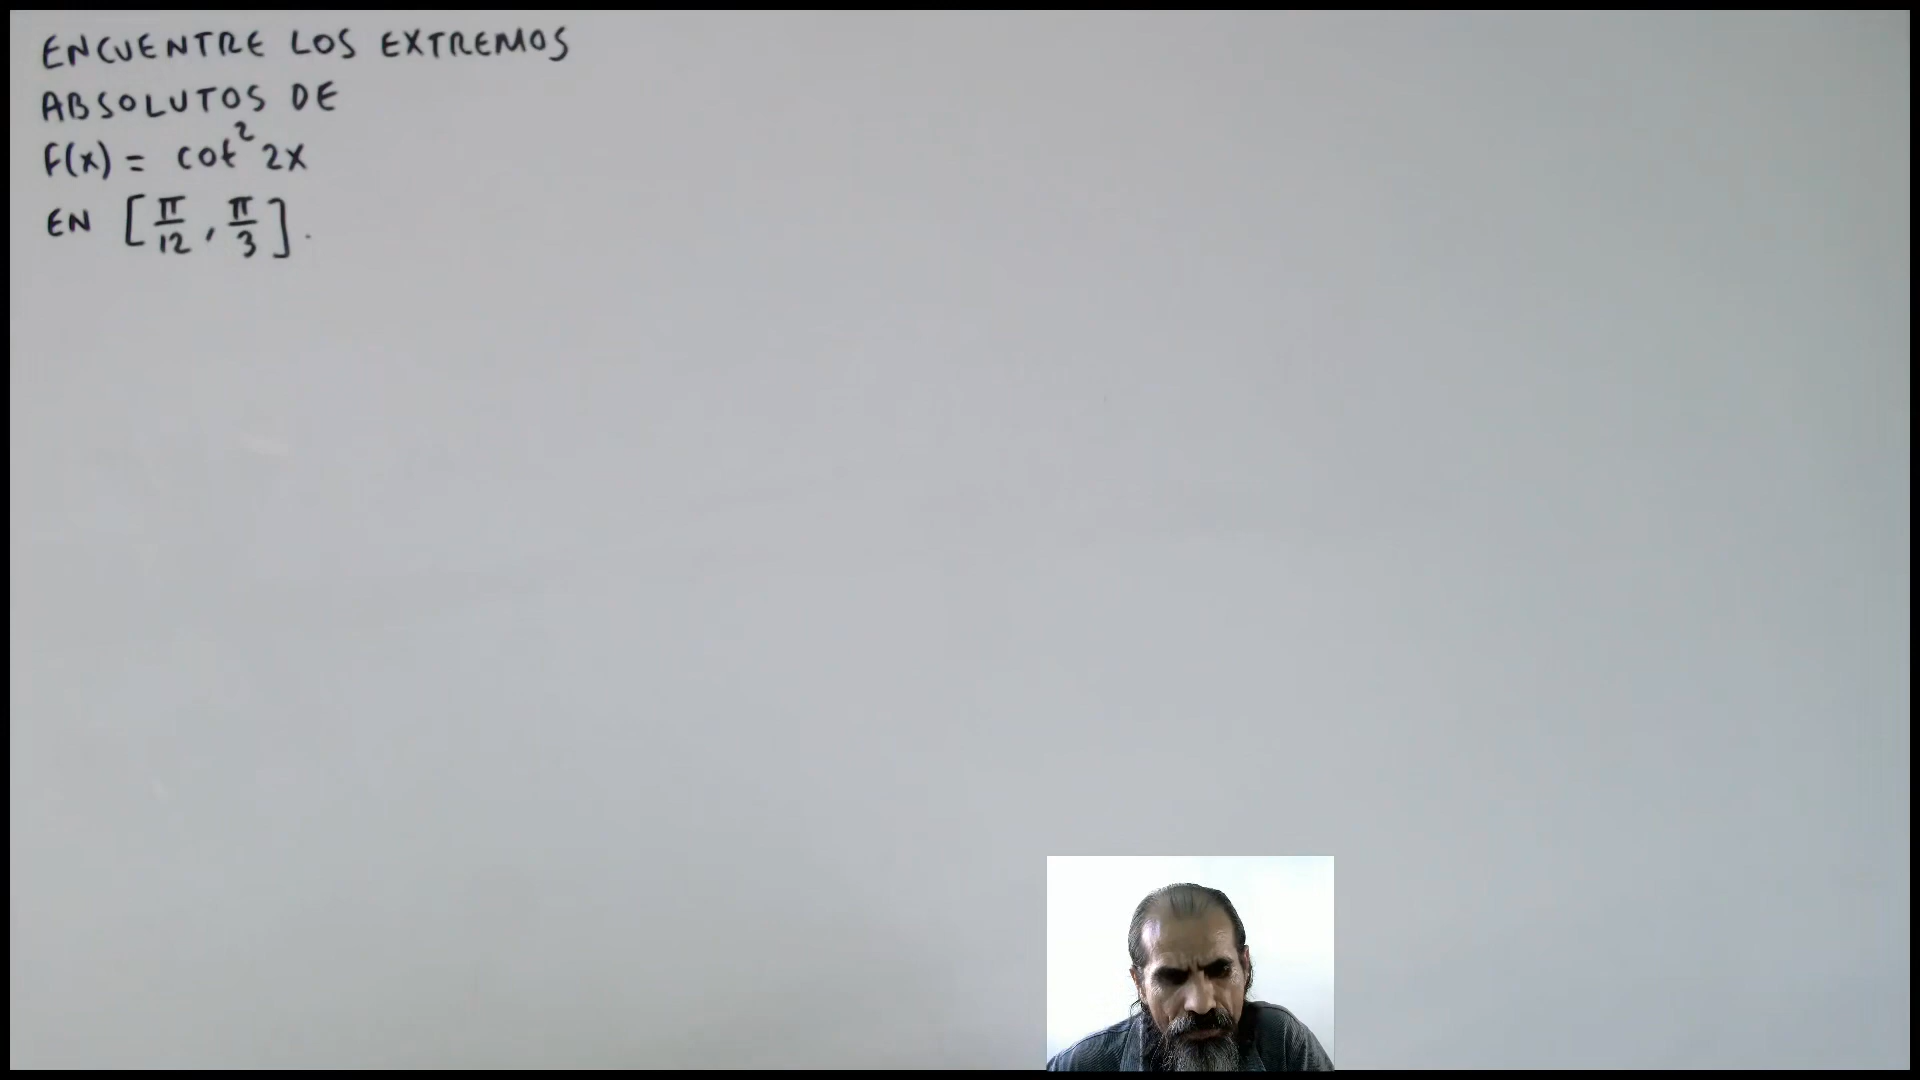 ENCUENTRE LOS EXTREMOS
ABSOLUTOS DE
f(x) = cot² 2x
EN [π/12, π/3].